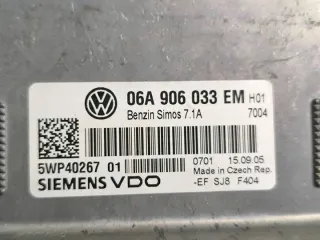 06A 906 033 EM H01
Benzin Simos 7.1A 7004
5WP40267 01
0701 15.09.05
Made in Czech Rep.
SIEMENS VDO
-EF SJ8 F404